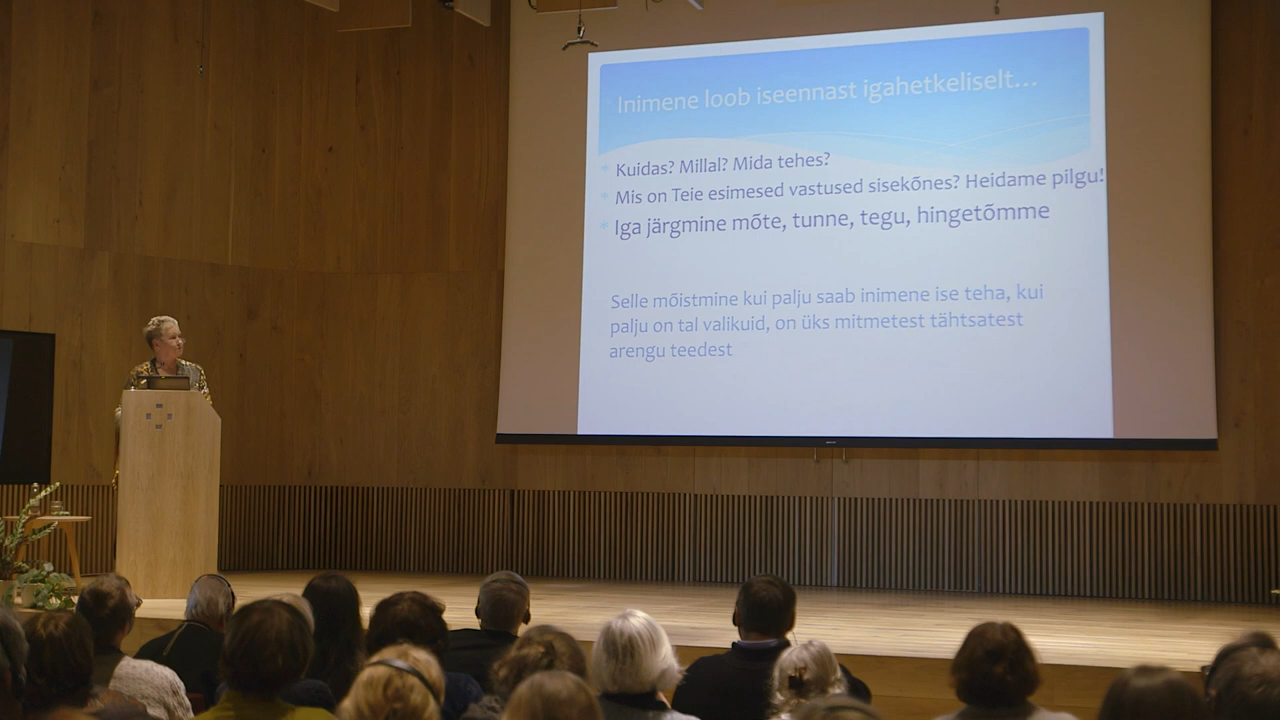 Inimene loob iseennast igahetkeliselt...
Kuidas? Millal? Mida tehes?
Mis on Teie esimesed vastused sisekõnes? Heidame pilgu!
Iga järgmine mõte, tunne, tegu, hingetõmme
Selle mõistmine kui palju saab inimene ise teha, kui
palju on tal valikuid, on üks mitmetest tähtsatest
arengu teedest